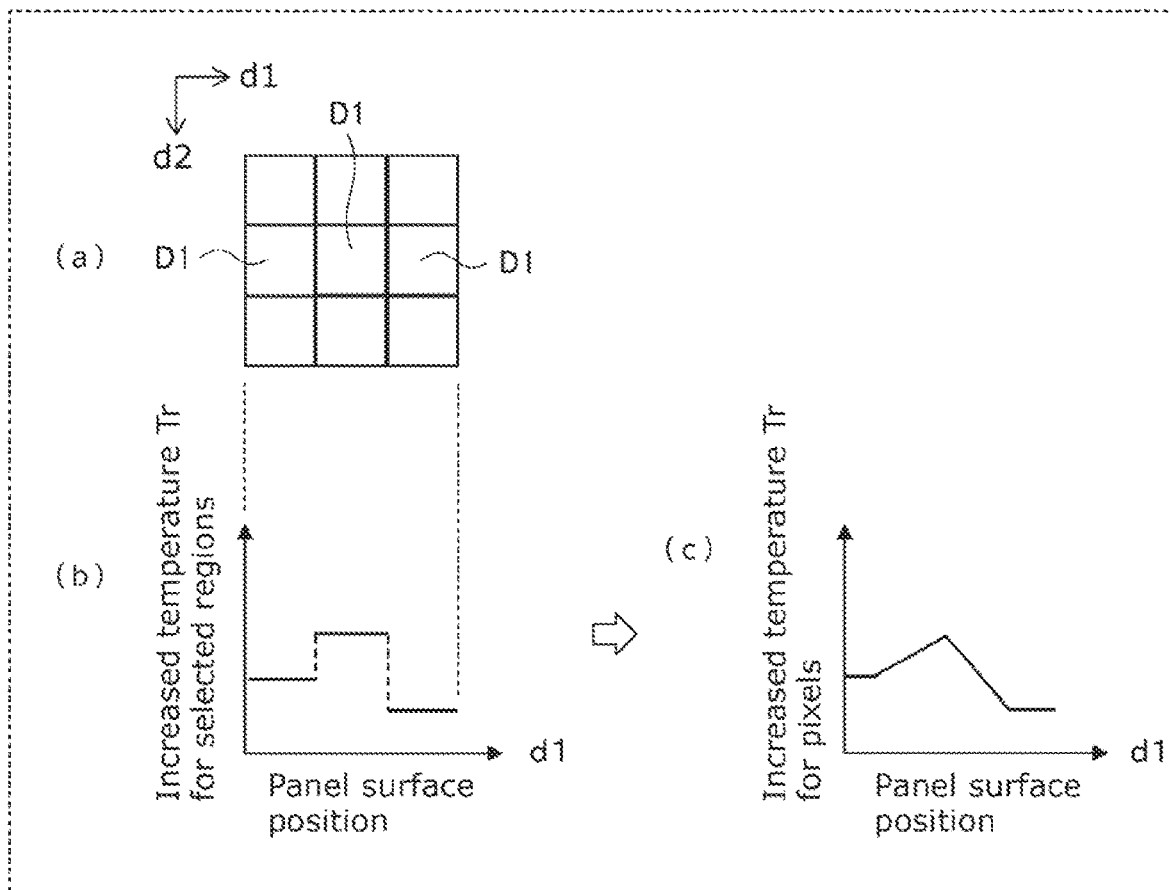 d1
d2
D1
(a)
D1
D1
(b)
Increased temperature Tr
for selected regions
d1
Panel surface
position
(c)
Increased temperature Tr
for pixels
d1
Panel surface
position